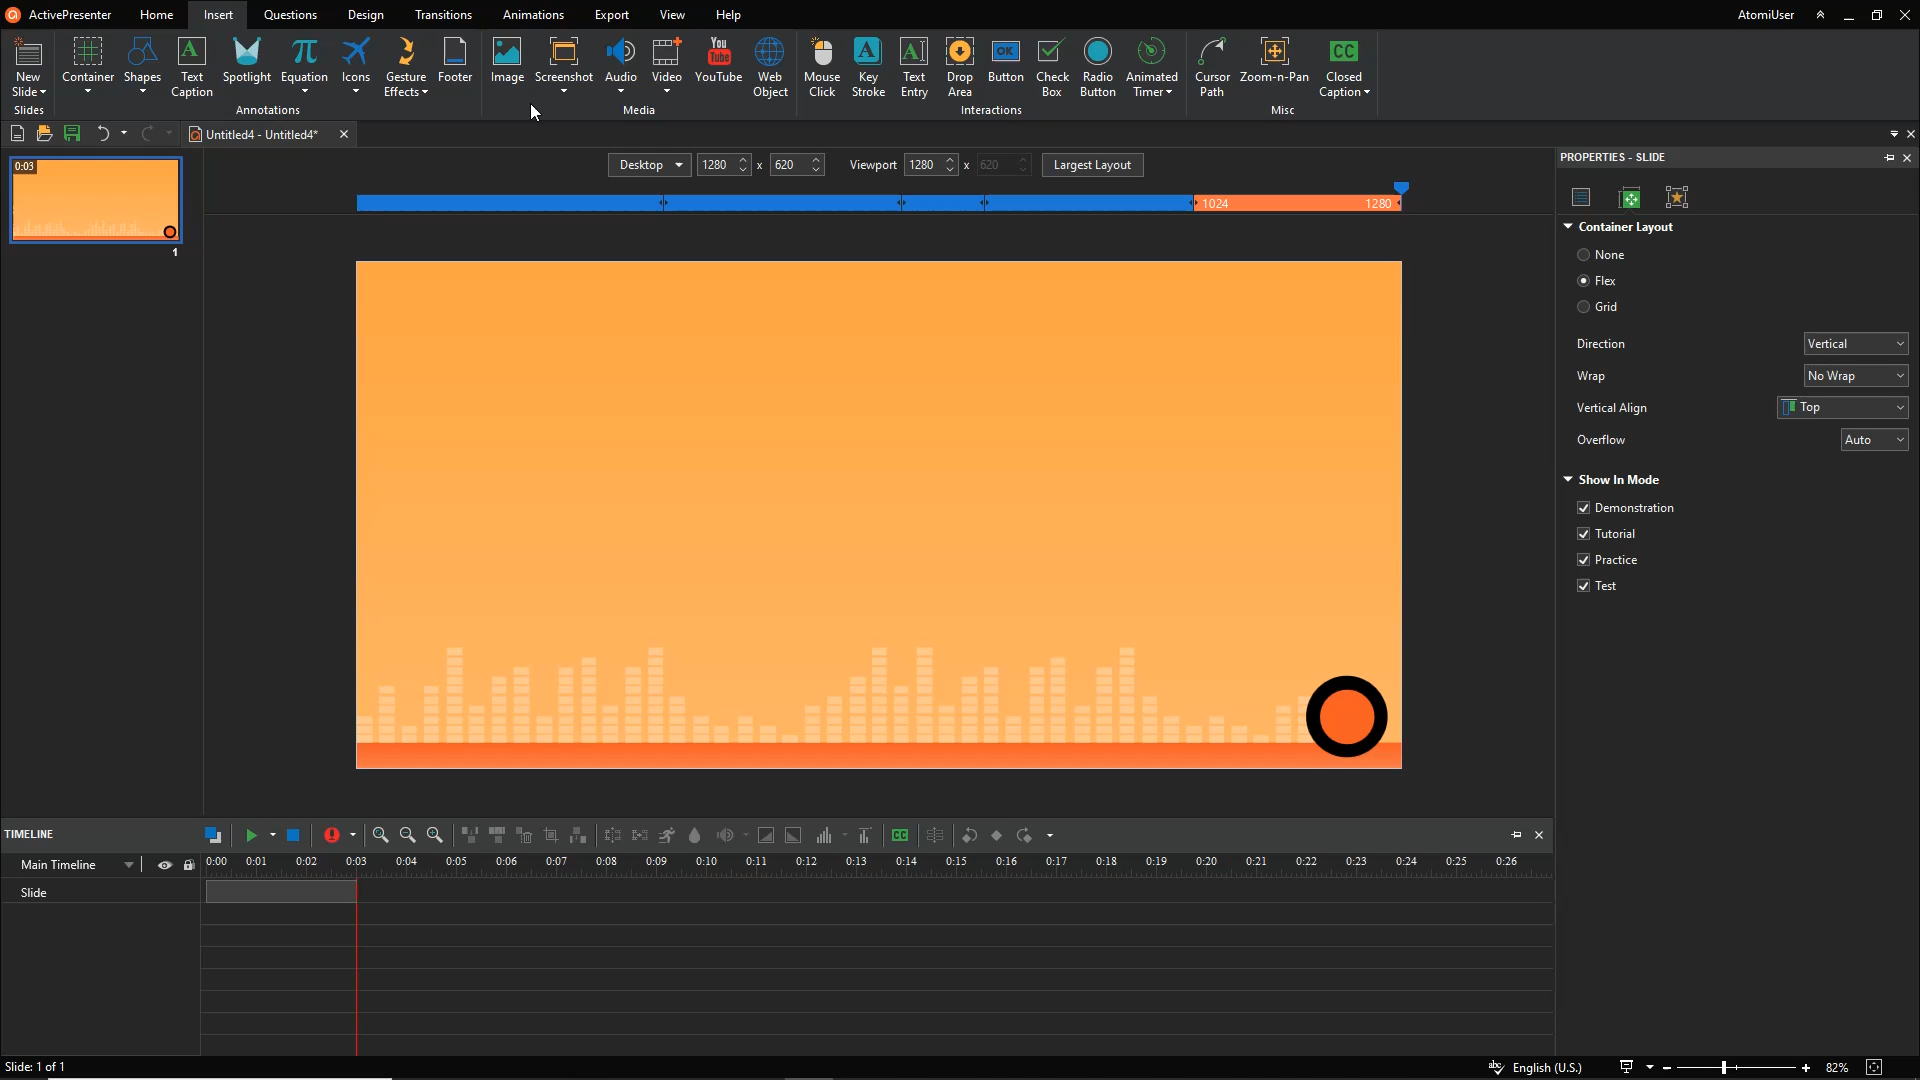 ActivePresenter Home Insert Questions Design Transitions Animations Export View Help AtomiUser
New Slide Container Shapes Text Caption Spotlight Equation Icons Gesture Effects Footer Image Screenshot Audio Video YouTube Web Object Mouse Click Key Stroke Text Entry Drop Area Button Check Box Radio Button Animated Timer Cursor Path Zoom-n-Pan Closed Caption
Slides Annotations Media Interactions Misc
Untitled4 - Untitled4*
PROPERTIES - SLIDE
0:03
1
Desktop 1280 x 620 Viewport 1280 x 620 Largest Layout
1024 1280
Container Layout
None
Flex
Grid
Direction Vertical
Wrap No Wrap
Vertical Align Top
Overflow Auto
Show In Mode
Demonstration
Tutorial
Practice
Test
TIMELINE
Main Timeline 0:00 0:01 0:02 0:03 0:04 0:05 0:06 0:07 0:08 0:09 0:10 0:11 0:12 0:13 0:14 0:15 0:16 0:17 0:18 0:19 0:20 0:21 0:22 0:23 0:24 0:25 0:26
Slide
Slide: 1 of 1 English (U.S.) 82%